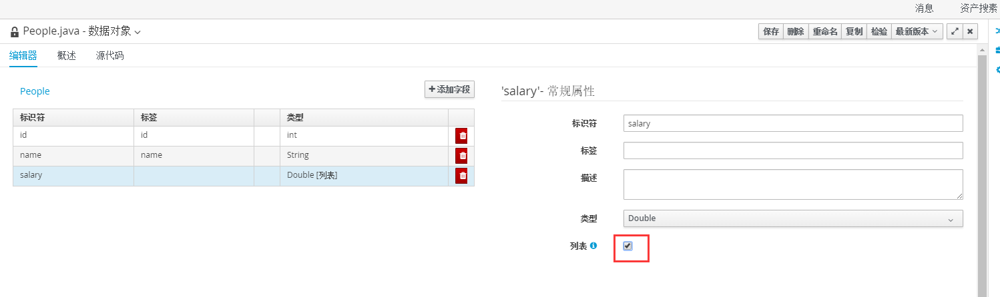 消息 资产搜素
People.java - 数据对象
保存 删除 重命名 复制 检验 最新版本
编辑器 概述 源代码
People
添加字段
标识符 标签 类型
id id int
name name String
salary Double [列表]
'salary'- 常规属性
标识符 salary
标签
描述
类型 Double
列表